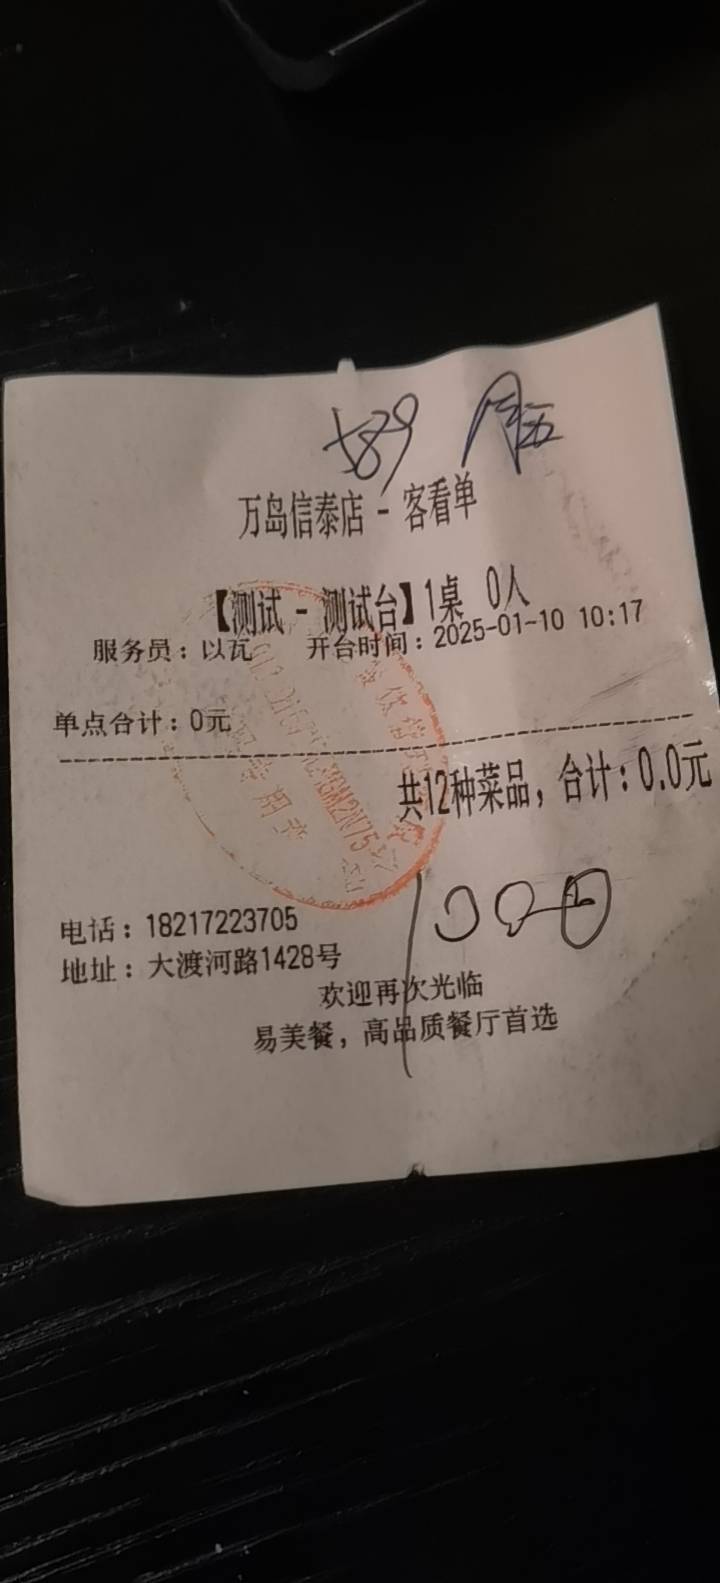 万岛信泰店 - 客看单
【测试 - 测试台】1桌 0人
服务员：以瓦 开台时间：2025-01-10 10:17
单点合计：0元
共12种菜品，合计：0.0元
电话：18217223705
地址：大渡河路1428号
欢迎再次光临
易美餐，高品质餐厅首选